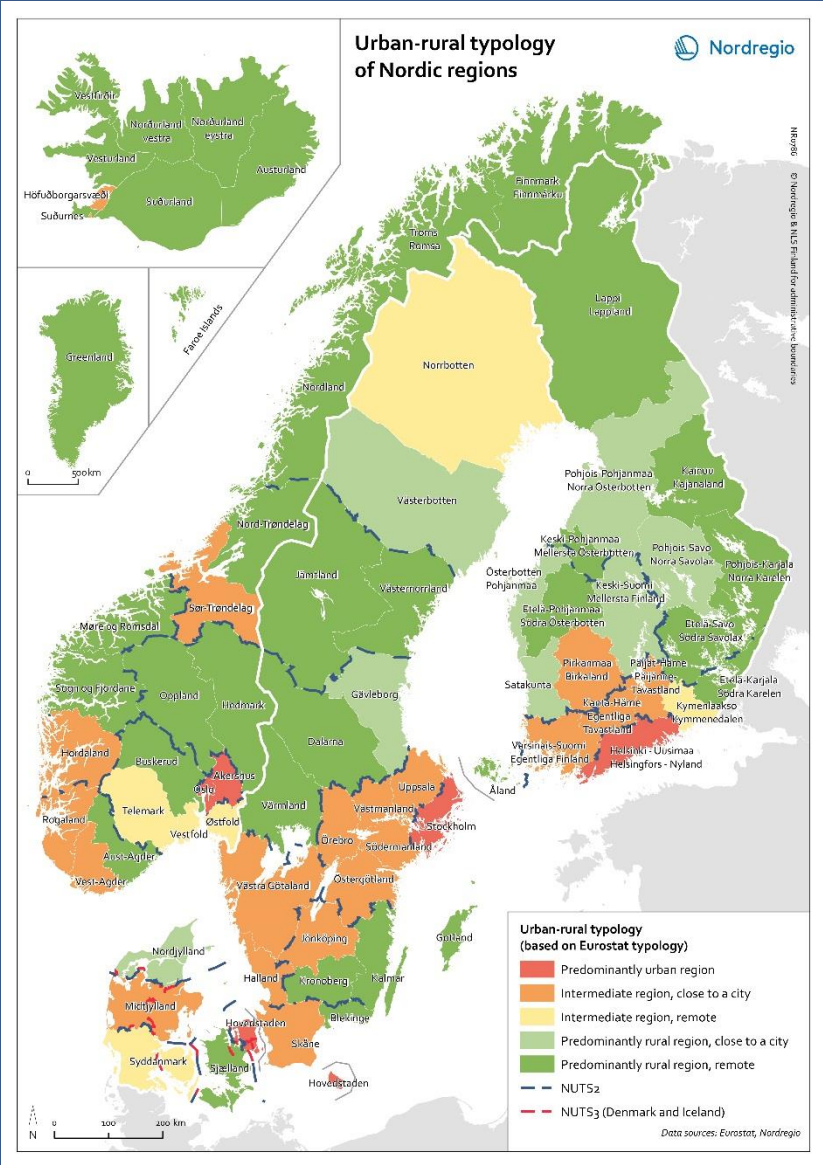 Urban-rural typology
of Nordic regions
Nordregio
NR0786 © Nordregio & NLS Finland for administrative boundaries
Vestfirðir
Norðurland
vestra
Norðurland
eystra
Vesturland
Austurland
Höfuðborgarsvæði
Suðurnes
Suðurland
Greenland
Faroe Islands
0 500km
Finnmark
Finnmárku
Troms
Romsa
Lappi
Lappland
Norrbotten
Nordland
Västerbotten
Pohjois-Pohjanmaa
Norra Österbotten
Kainuu
Kajanaland
Nord-Trøndelag
Keski-Pohjanmaa
Mellersta Österbotten
Pohjois-Savo
Norra Savolax
Pohjois-Karjala
Norra Karelen
Jämtland
Västernorrland
Österbotten
Pohjanmaa
Keski-Suomi
Mellersta Finland
Sør-Trøndelag
Etelä-Pohjanmaa
Södra Österbotten
Etelä-Savo
Södra Savolax
Møre og Romsdal
Pirkanmaa
Birkaland
Päijät-Häme
Päijänne-
Tavastland
Etelä-Karjala
Södra Karelen
Sogn og Fjordane
Oppland
Hedmark
Gävleborg
Satakunta
Kanta-Häme
Egentliga
Tavastland
Kymenlaakso
Kymmenedalen
Hordaland
Buskerud
Dalarna
Varsinais-Suomi
Egentliga Finland
Helsinki - Uusimaa
Helsingfors - Nyland
Akershus
Oslo
Åland
Uppsala
Telemark
Vestfold
Østfold
Värmland
Västmanland
Stockholm
Rogaland
Örebro
Södermanland
Aust-Agder
Vest-Agder
Västra Götaland
Östergötland
Jönköping
Gotland
Nordjylland
Halland
Kronoberg
Kalmar
Midtjylland
Blekinge
Hovedstaden
Skåne
Syddanmark
Sjælland
Hovedstaden
N
0 100 200 km
Urban-rural typology
(based on Eurostat typology)
Predominantly urban region
Intermediate region, close to a city
Intermediate region, remote
Predominantly rural region, close to a city
Predominantly rural region, remote
NUTS2
NUTS3 (Denmark and Iceland)
Data sources: Eurostat, Nordregio